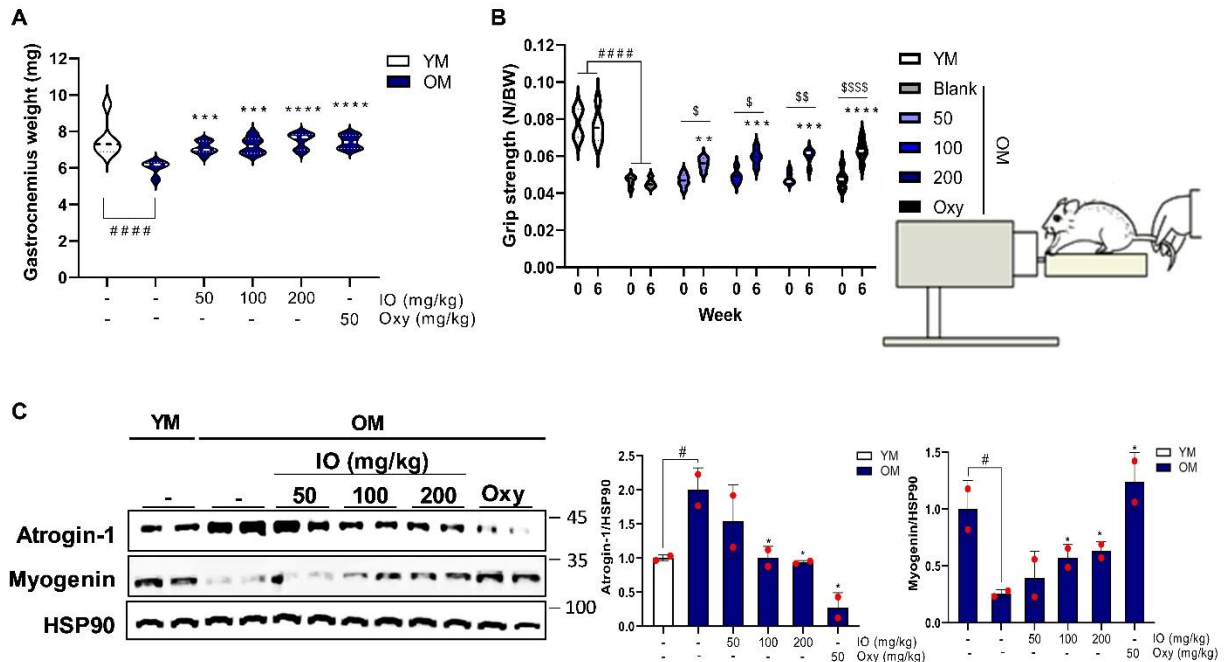 A
Gastrocnemius weight (mg)
12
10
8
6
4
2
0
YM
OM
####
***
***
****
****
- - 50 100 200 - IO (mg/kg)
- - - - - 50 Oxy (mg/kg)
B
Grip strength (N/BW)
0.12
0.10
0.08
0.06
0.04
0.02
0.00
####
$
**
$
***
$$
***
$$$$
****
0 6 0 6 0 6 0 6 0 6 0 6
Week
YM
Blank
50
100
200
Oxy
OM
C
YM OM
IO (mg/kg)
- - 50 100 200 Oxy
Atrogin-1
45
Myogenin
35
HSP90
100
Atrogin-1/HSP90
2.5
2.0
1.5
1.0
0.5
0.0
#
*
*
*
YM
OM
- - 50 100 200 - IO (mg/kg)
- - - - - 50 Oxy (mg/kg)
Myogenin/HSP90
1.5
1.0
0.5
0.0
#
*
*
*
YM
OM
- - 50 100 200 - IO (mg/kg)
- - - - - 50 Oxy (mg/kg)